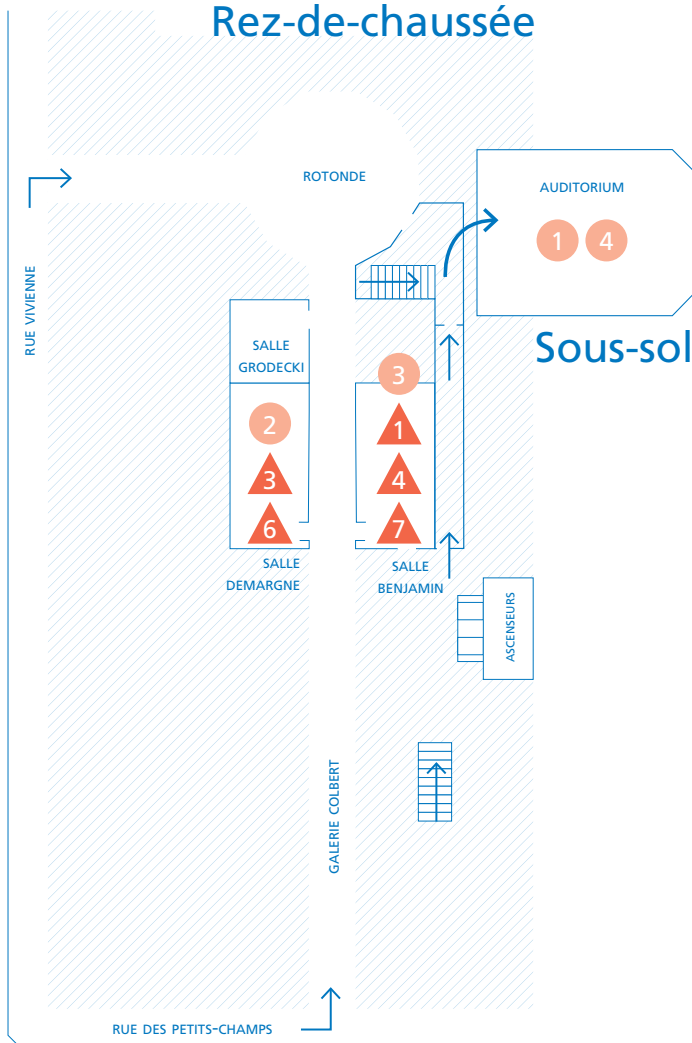 Rez-de-chaussée
ROTONDE
AUDITORIUM
1 4
RUE VIVIENNE
Sous-sol
SALLE
GRODECKI
3
2
1
3
4
6
7
SALLE
DEMARGNE
SALLE
BENJAMIN
ASCENSEURS
GALERIE COLBERT
RUE DES PETITS-CHAMPS